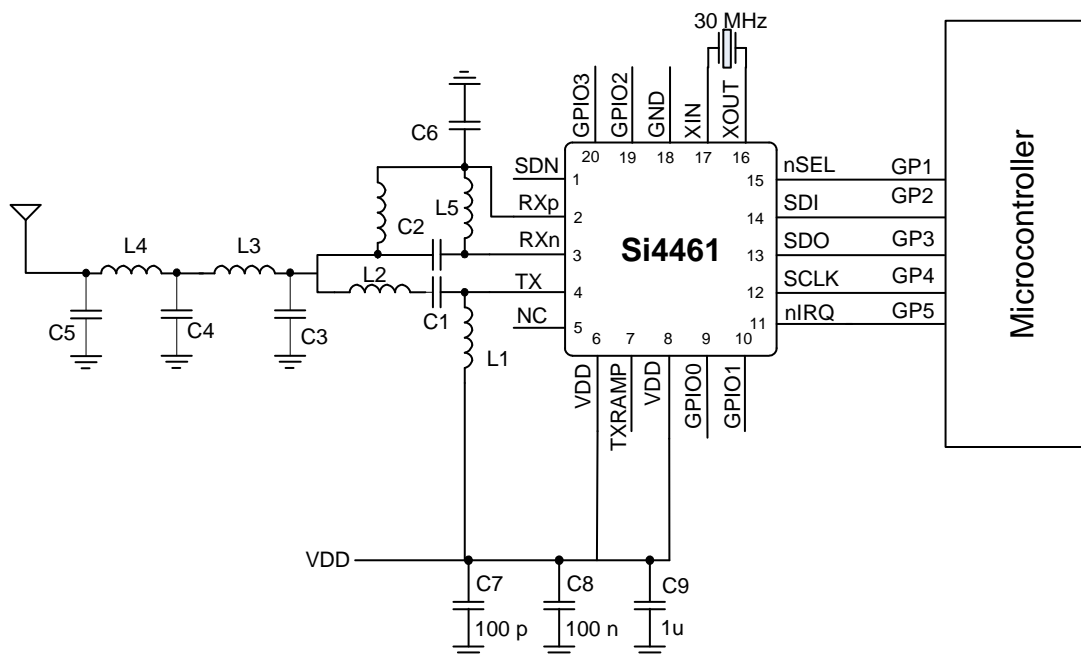 30 MHz
GPIO3
GPIO2
GND
XIN
XOUT
C6
20
19
18
17
16
SDN
1
15
nSEL
GP1
RXp
2
14
SDI
GP2
L5
C2
RXn
3
Si4461
13
SDO
GP3
L4
L3
L2
TX
4
12
SCLK
GP4
C1
NC
5
11
nIRQ
GP5
C5
C4
C3
6
7
8
9
10
L1
VDD
TXRAMP
VDD
GPIO0
GPIO1
Microcontroller
VDD
C7
C8
C9
100 p
100 n
1u